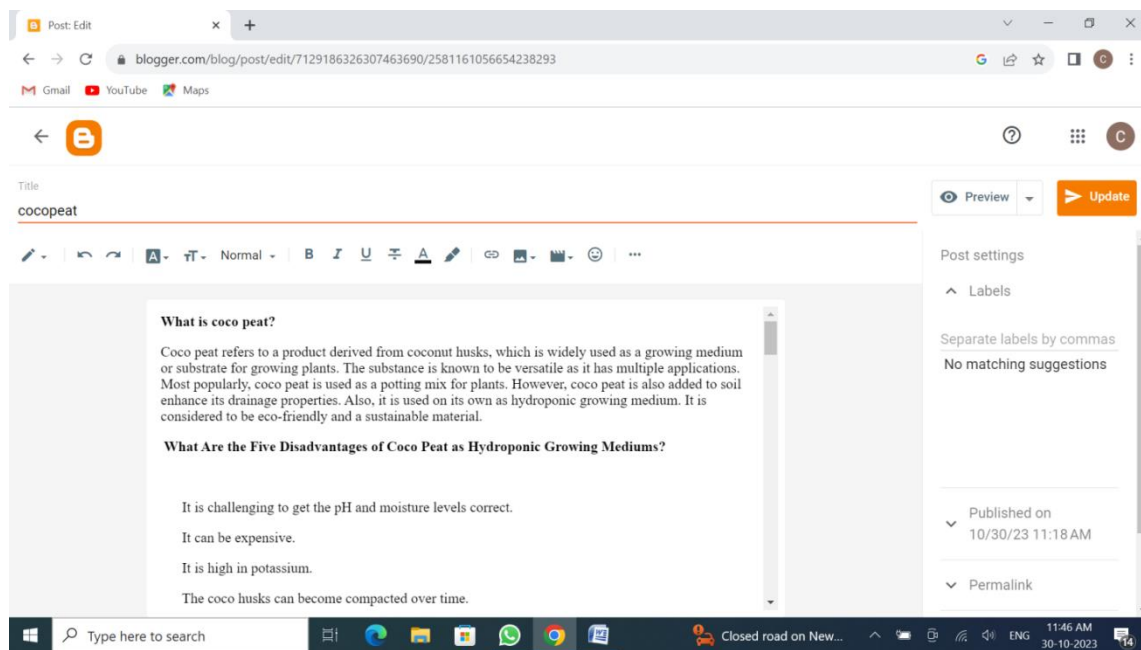 Post: Edit
blogger.com/blog/post/edit/7129186326307463690/2581161056654238293
Gmail YouTube Maps
C
Title
cocopeat
Preview
Update
Normal
B I U A
Post settings
Labels
Separate labels by commas
No matching suggestions
Published on
10/30/23 11:18 AM
Permalink
What is coco peat?
Coco peat refers to a product derived from coconut husks, which is widely used as a growing medium
or substrate for growing plants. The substance is known to be versatile as it has multiple applications.
Most popularly, coco peat is used as a potting mix for plants. However, coco peat is also added to soil
enhance its drainage properties. Also, it is used on its own as hydroponic growing medium. It is
considered to be eco-friendly and a sustainable material.
What Are the Five Disadvantages of Coco Peat as Hydroponic Growing Mediums?
It is challenging to get the pH and moisture levels correct.
It can be expensive.
It is high in potassium.
The coco husks can become compacted over time.
Type here to search
Closed road on New...
ENG
11:46 AM
30-10-2023
14